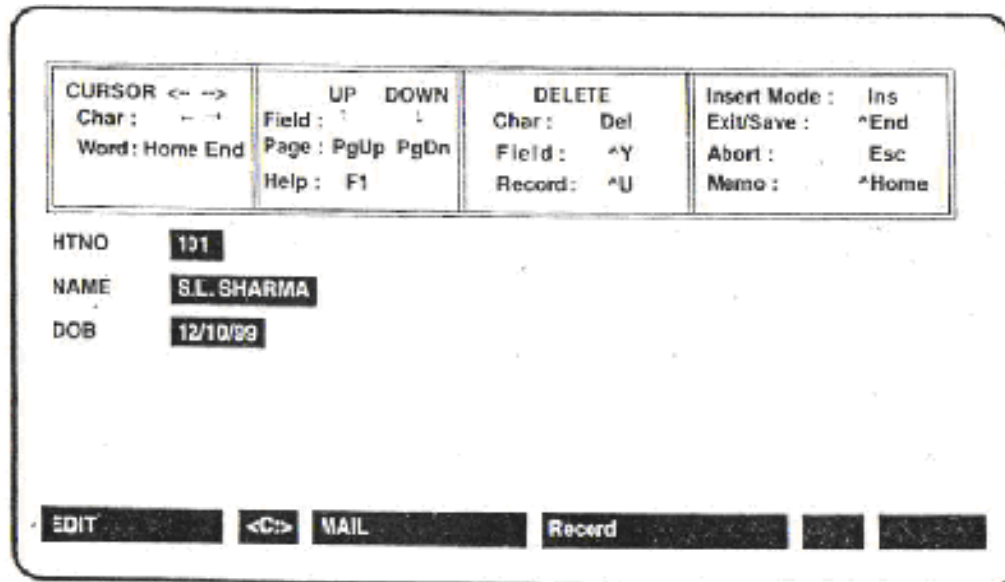 CURSOR <-- --> UP DOWN DELETE Insert Mode : Ins
Char : ← → Field : ↑ ↓ Char : Del Exit/Save : ^End
Word : Home End Page : PgUp PgDn Field : ^Y Abort : Esc
Help : F1 Record : ^U Memo : ^Home
HTNO 101
NAME S.L. SHARMA
DOB 12/10/99
EDIT <C:> MAIL Record